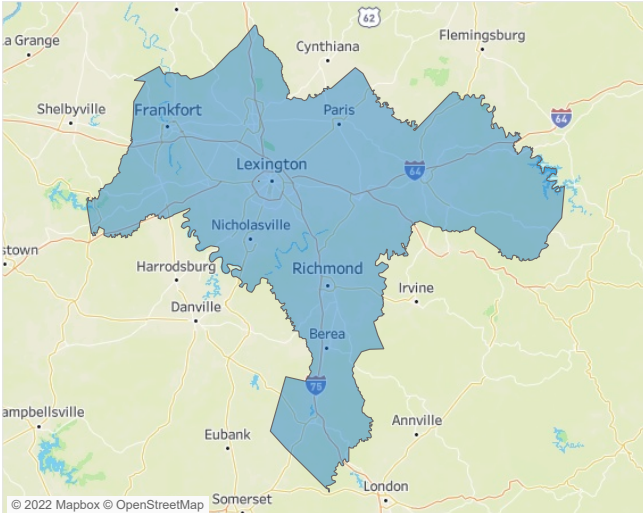 62
a Grange
Cynthiana
Flemingsburg
Shelbyville
Frankfort
Paris
64
Lexington
64
Nicholasville
stown
Harrodsburg
Richmond
Irvine
Danville
Berea
75
ampbellsville
Annville
Eubank
London
Somerset
© 2022 Mapbox © OpenStreetMap